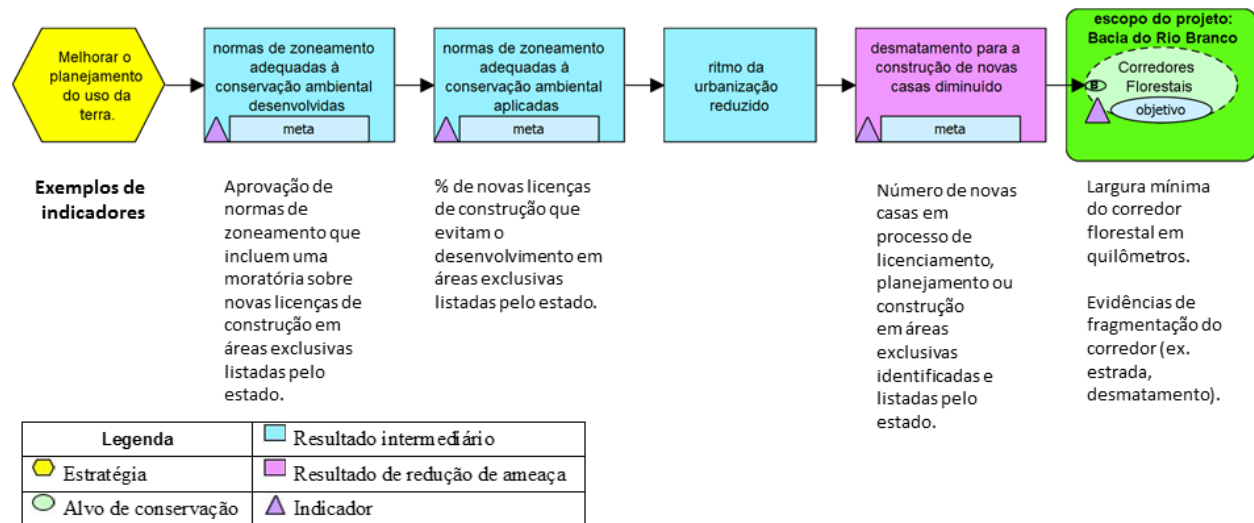 Melhorar o
planejamento
do uso da
terra.
normas de zoneamento
adequadas à
conservação ambiental
desenvolvidas
meta
normas de zoneamento
adequadas à
conservação ambiental
aplicadas
meta
ritmo da
urbanização
reduzido
desmatamento para a
construção de novas
casas diminuído
meta
escopo do projeto:
Bacia do Rio Branco
Corredores
Florestais
B
objetivo
Exemplos de
indicadores
Aprovação de
normas de
zoneamento que
incluem uma
moratória sobre
novas licenças de
construção em
áreas exclusivas
listadas pelo
estado.
% de novas licenças
de construção que
evitam o
desenvolvimento em
áreas exclusivas
listadas pelo estado.
Número de novas
casas em
processo de
licenciamento,
planejamento ou
construção
em áreas
exclusivas
identificadas e
listadas pelo
estado.
Largura mínima
do corredor
florestal em
quilômetros.
Evidências de
fragmentação do
corredor (ex.
estrada,
desmatamento).
Legenda
Resultado intermediário
Estratégia
Resultado de redução de ameaça
Alvo de conservação
Indicador